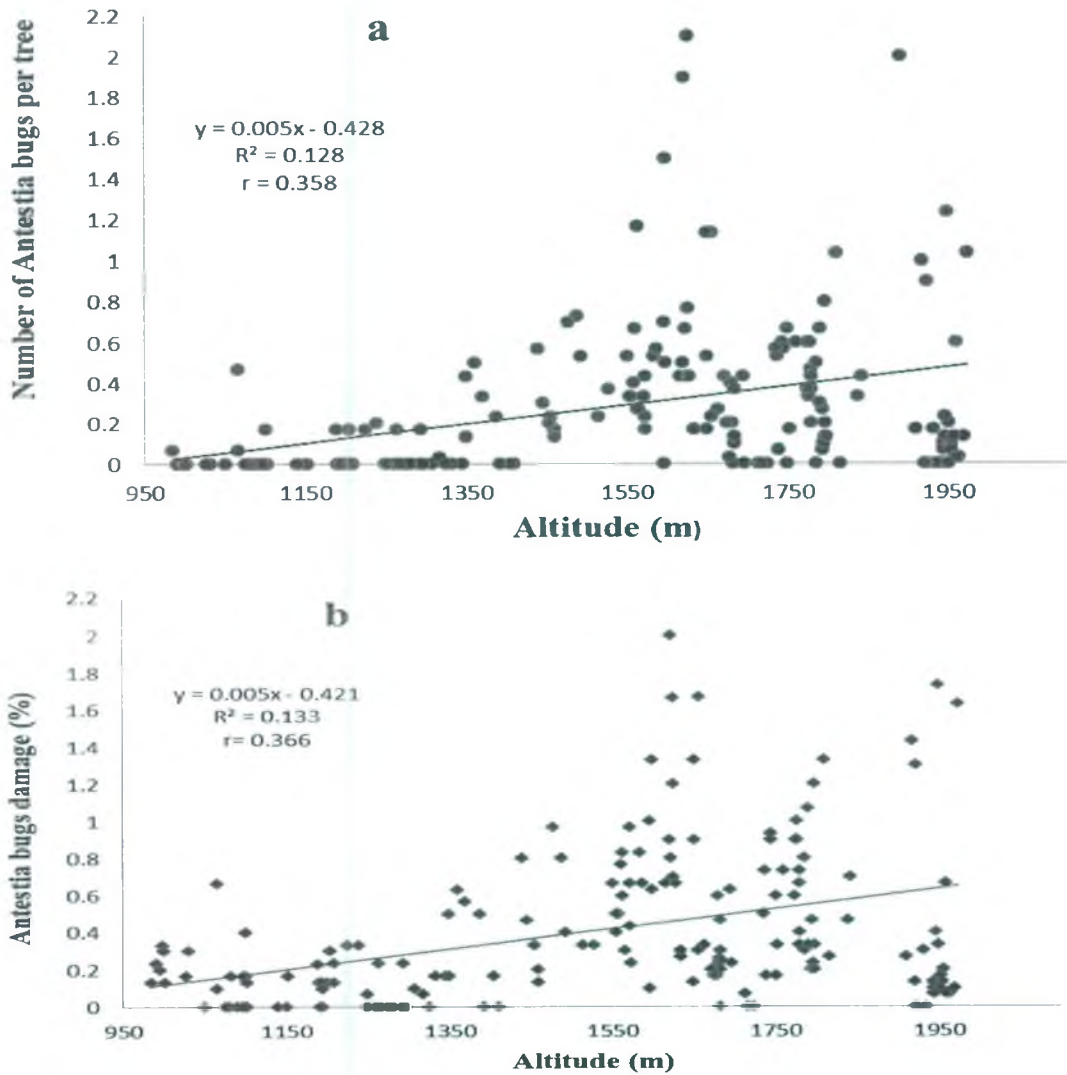 a
Number of Antestia bugs per tree
2.2
2
1.8
1.6
1.4
1.2
1
0.8
0.6
0.4
0.2
0
y = 0.005x - 0.428
R² = 0.128
r = 0.358
950 1150 1350 1550 1750 1950
Altitude (m)
b
Antestia bugs damage (%)
2.2
2
1.8
1.6
1.4
1.2
1
0.8
0.6
0.4
0.2
0
y = 0.005x - 0.421
R² = 0.133
r= 0.366
950 1150 1350 1550 1750 1950
Altitude (m)